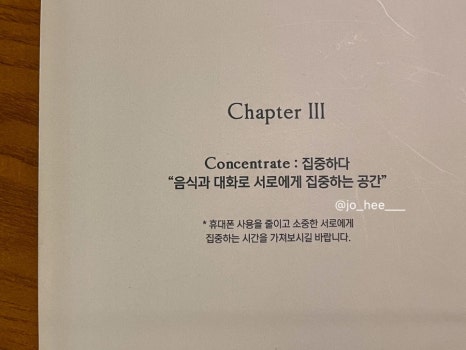 Chapter III
Concentrate : 집중하다
“음식과 대화로 서로에게 집중하는 공간”
@jo_hee___
* 휴대폰 사용을 줄이고 소중한 서로에게
집중하는 시간을 가져보시길 바랍니다.